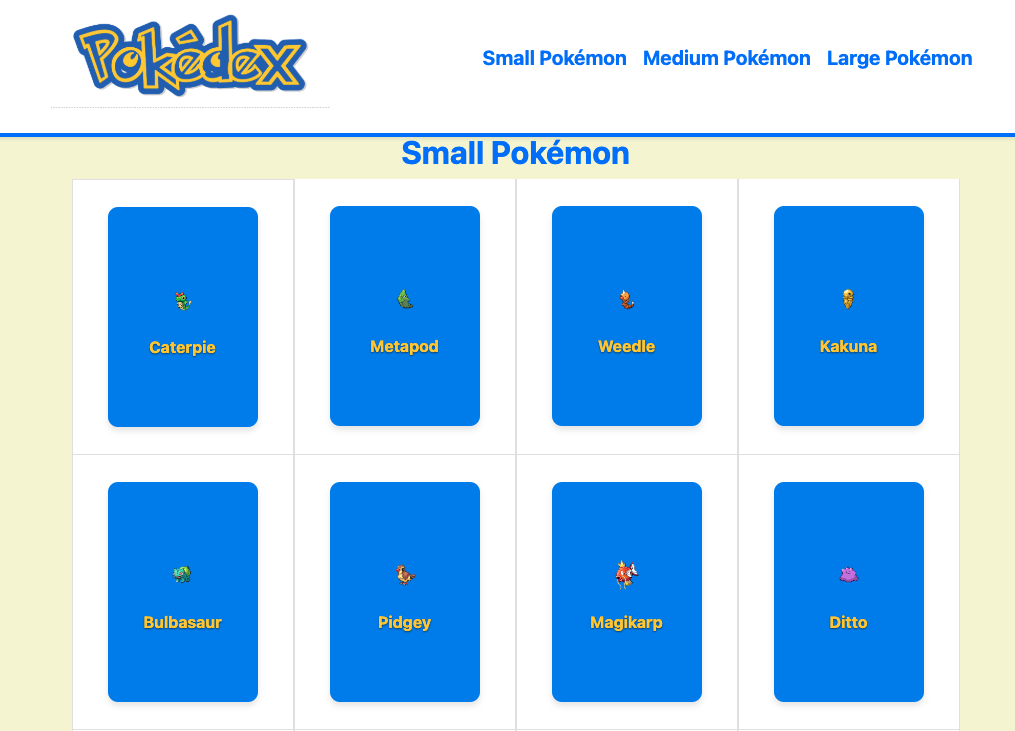 Pokédex
Small Pokémon Medium Pokémon Large Pokémon
Small Pokémon
Caterpie Metapod Weedle Kakuna
Bulbasaur Pidgey Magikarp Ditto